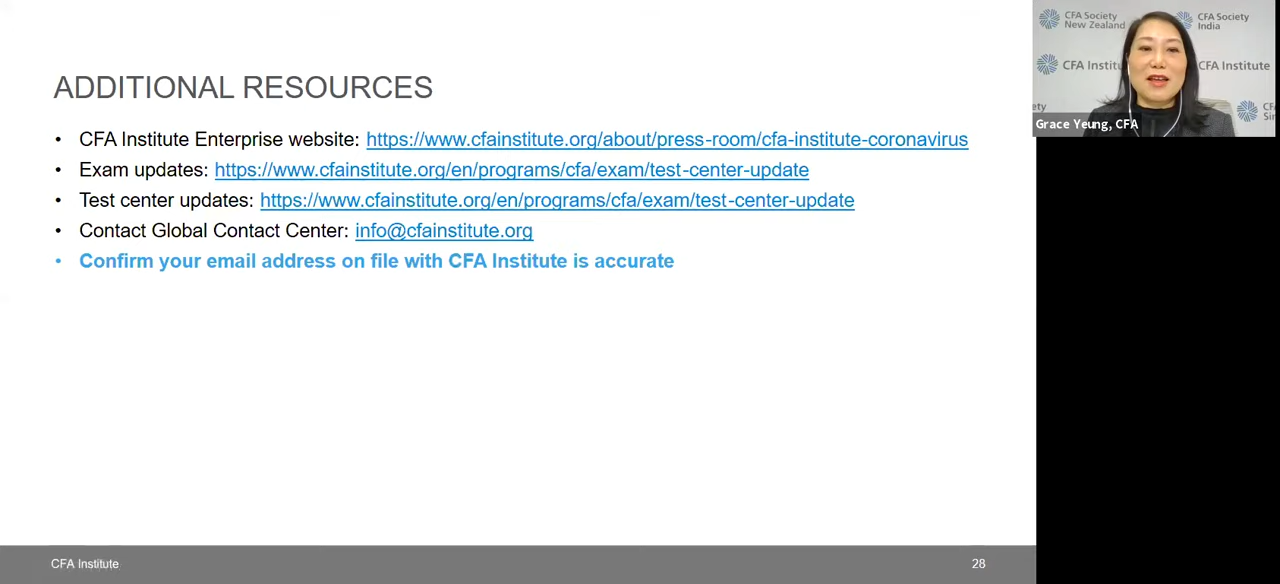 ADDITIONAL RESOURCES
• CFA Institute Enterprise website: https://www.cfainstitute.org/about/press-room/cfa-institute-coronavirus
• Exam updates: https://www.cfainstitute.org/en/programs/cfa/exam/test-center-update
• Test center updates: https://www.cfainstitute.org/en/programs/cfa/exam/test-center-update
• Contact Global Contact Center: info@cfainstitute.org
• Confirm your email address on file with CFA Institute is accurate
CFA Institute
28
CFA Society
New Zealand
CFA Society
India
CFA Institu
CFA Institute
Grace Yeung, CFA